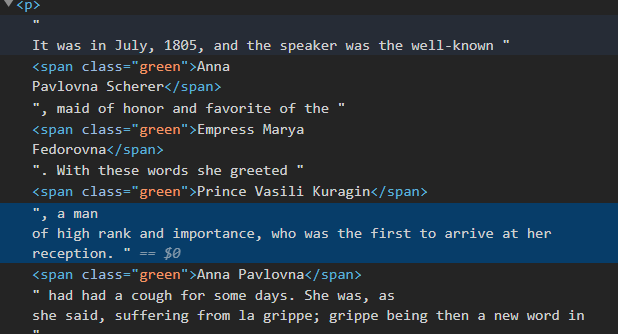 <p>
"
It was in July, 1805, and the speaker was the well-known "
<span class="green">Anna
Pavlovna Scherer</span>
", maid of honor and favorite of the "
<span class="green">Empress Marya
Fedorovna</span>
". With these words she greeted "
<span class="green">Prince Vasili Kuragin</span>
", a man
of high rank and importance, who was the first to arrive at her
reception. " == $0
<span class="green">Anna Pavlovna</span>
" had had a cough for some days. She was, as
she said, suffering from la grippe; grippe being then a new word in
"